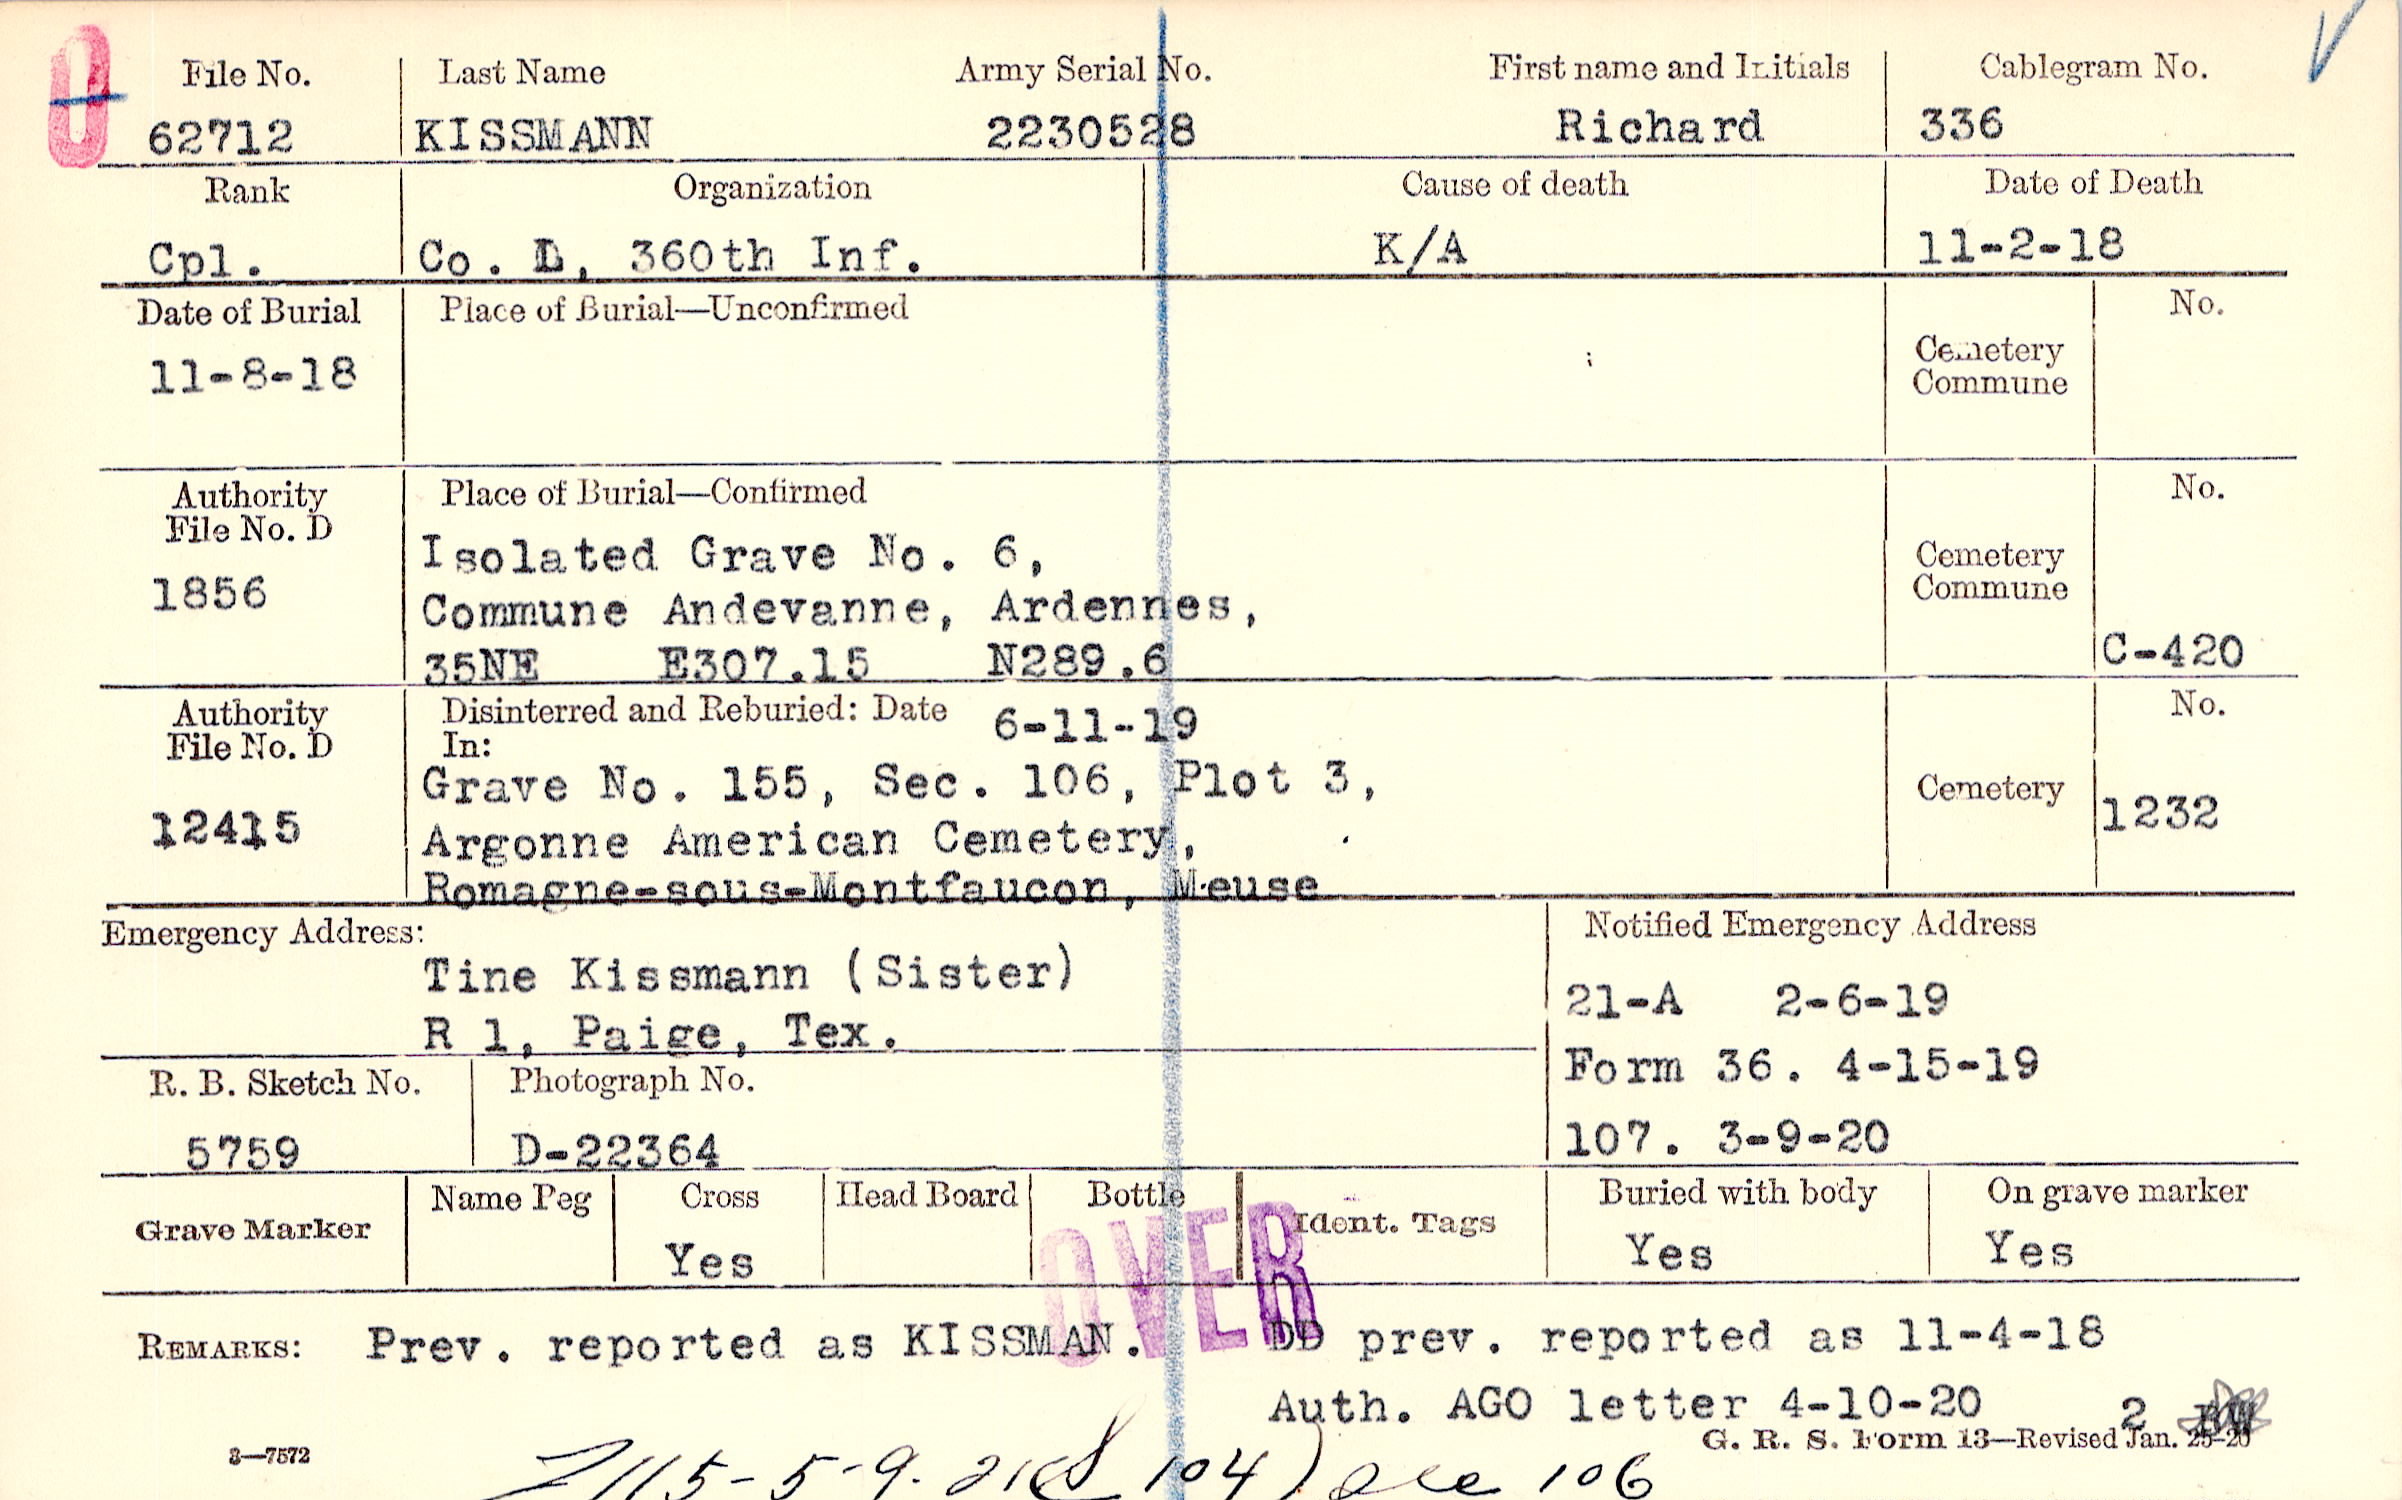 File No. Last Name Army Serial No. First name and Initials Cablegram No.
62712 KISSMANN 2230528 Richard 336
Rank Organization Cause of death Date of Death
Cpl. Co. L, 360th Inf. K/A 11-2-18
Date of Burial Place of Burial—Unconfirmed No.
11-8-18 Cemetery
Commune
Authority Place of Burial—Confirmed No.
File No. D
1856 Isolated Grave No. 6, Cemetery
Commune Andevanne, Ardennes, Commune
35NE E307.15 N289.6 C-420
Authority Disinterred and Reburied: Date 6-11-19 No.
File No. D In:
Grave No. 155, Sec. 106, Plot 3, Cemetery
12415 Argonne American Cemetery, 1232
Romagne-sous-Montfaucon, Meuse
Emergency Address: Notified Emergency Address
Tine Kissmann (Sister) 21-A 2-6-19
R 1, Paige, Tex. Form 36. 4-15-19
R. B. Sketch No. Photograph No.
5759 D-22364 107. 3-9-20
Grave Marker Name Peg Cross Head Board Bottle Ident. Tags Buried with body On grave marker
Yes Yes Yes
OVER
REMARKS: Prev. reported as KISSMAN. DD prev. reported as 11-4-18
Auth. AGO letter 4-10-20 2
3—7572 G. R. S. Form 13—Revised Jan. 25-20
115-5-9- 104) see 106